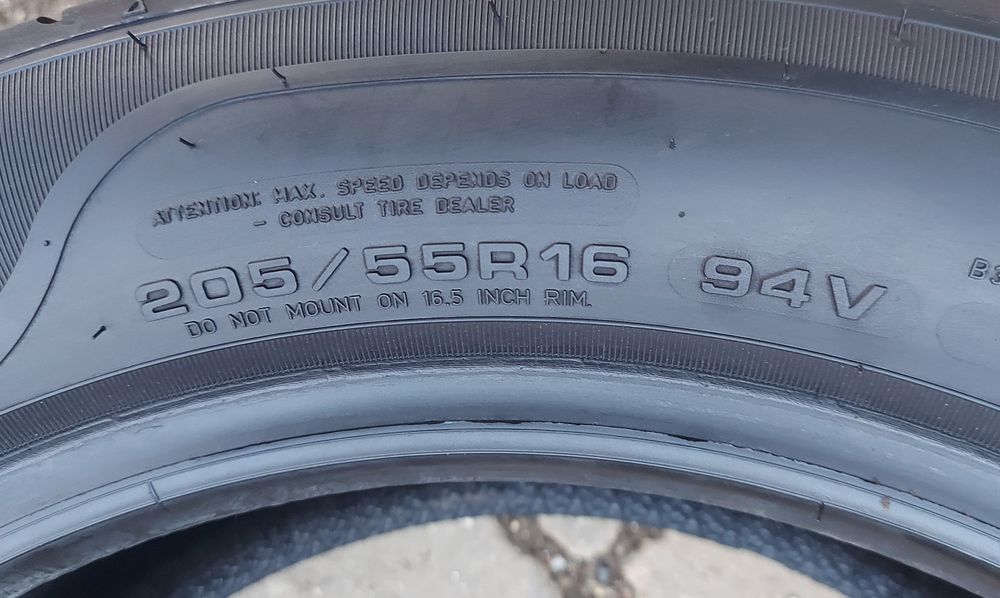 ATTENTION: MAX. SPEED DEPENDS ON LOAD
- CONSULT TIRE DEALER
205/55R16 94V
DO NOT MOUNT ON 16.5 INCH RIM.